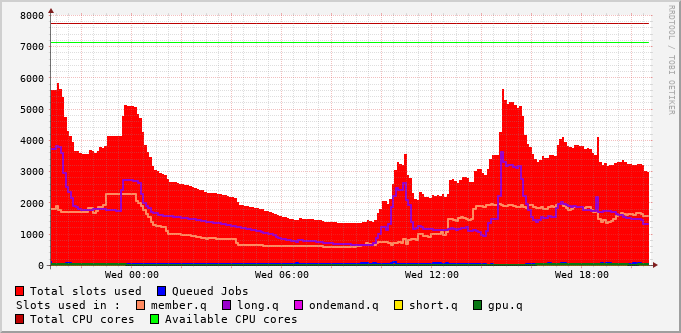 8000
7000
6000
5000
4000
3000
2000
1000
0
Wed 00:00 Wed 06:00 Wed 12:00 Wed 18:00
RRDTOOL / TOBI OETIKER
Total slots used Queued Jobs
Slots used in : member.q long.q ondemand.q short.q gpu.q
Total CPU cores Available CPU cores